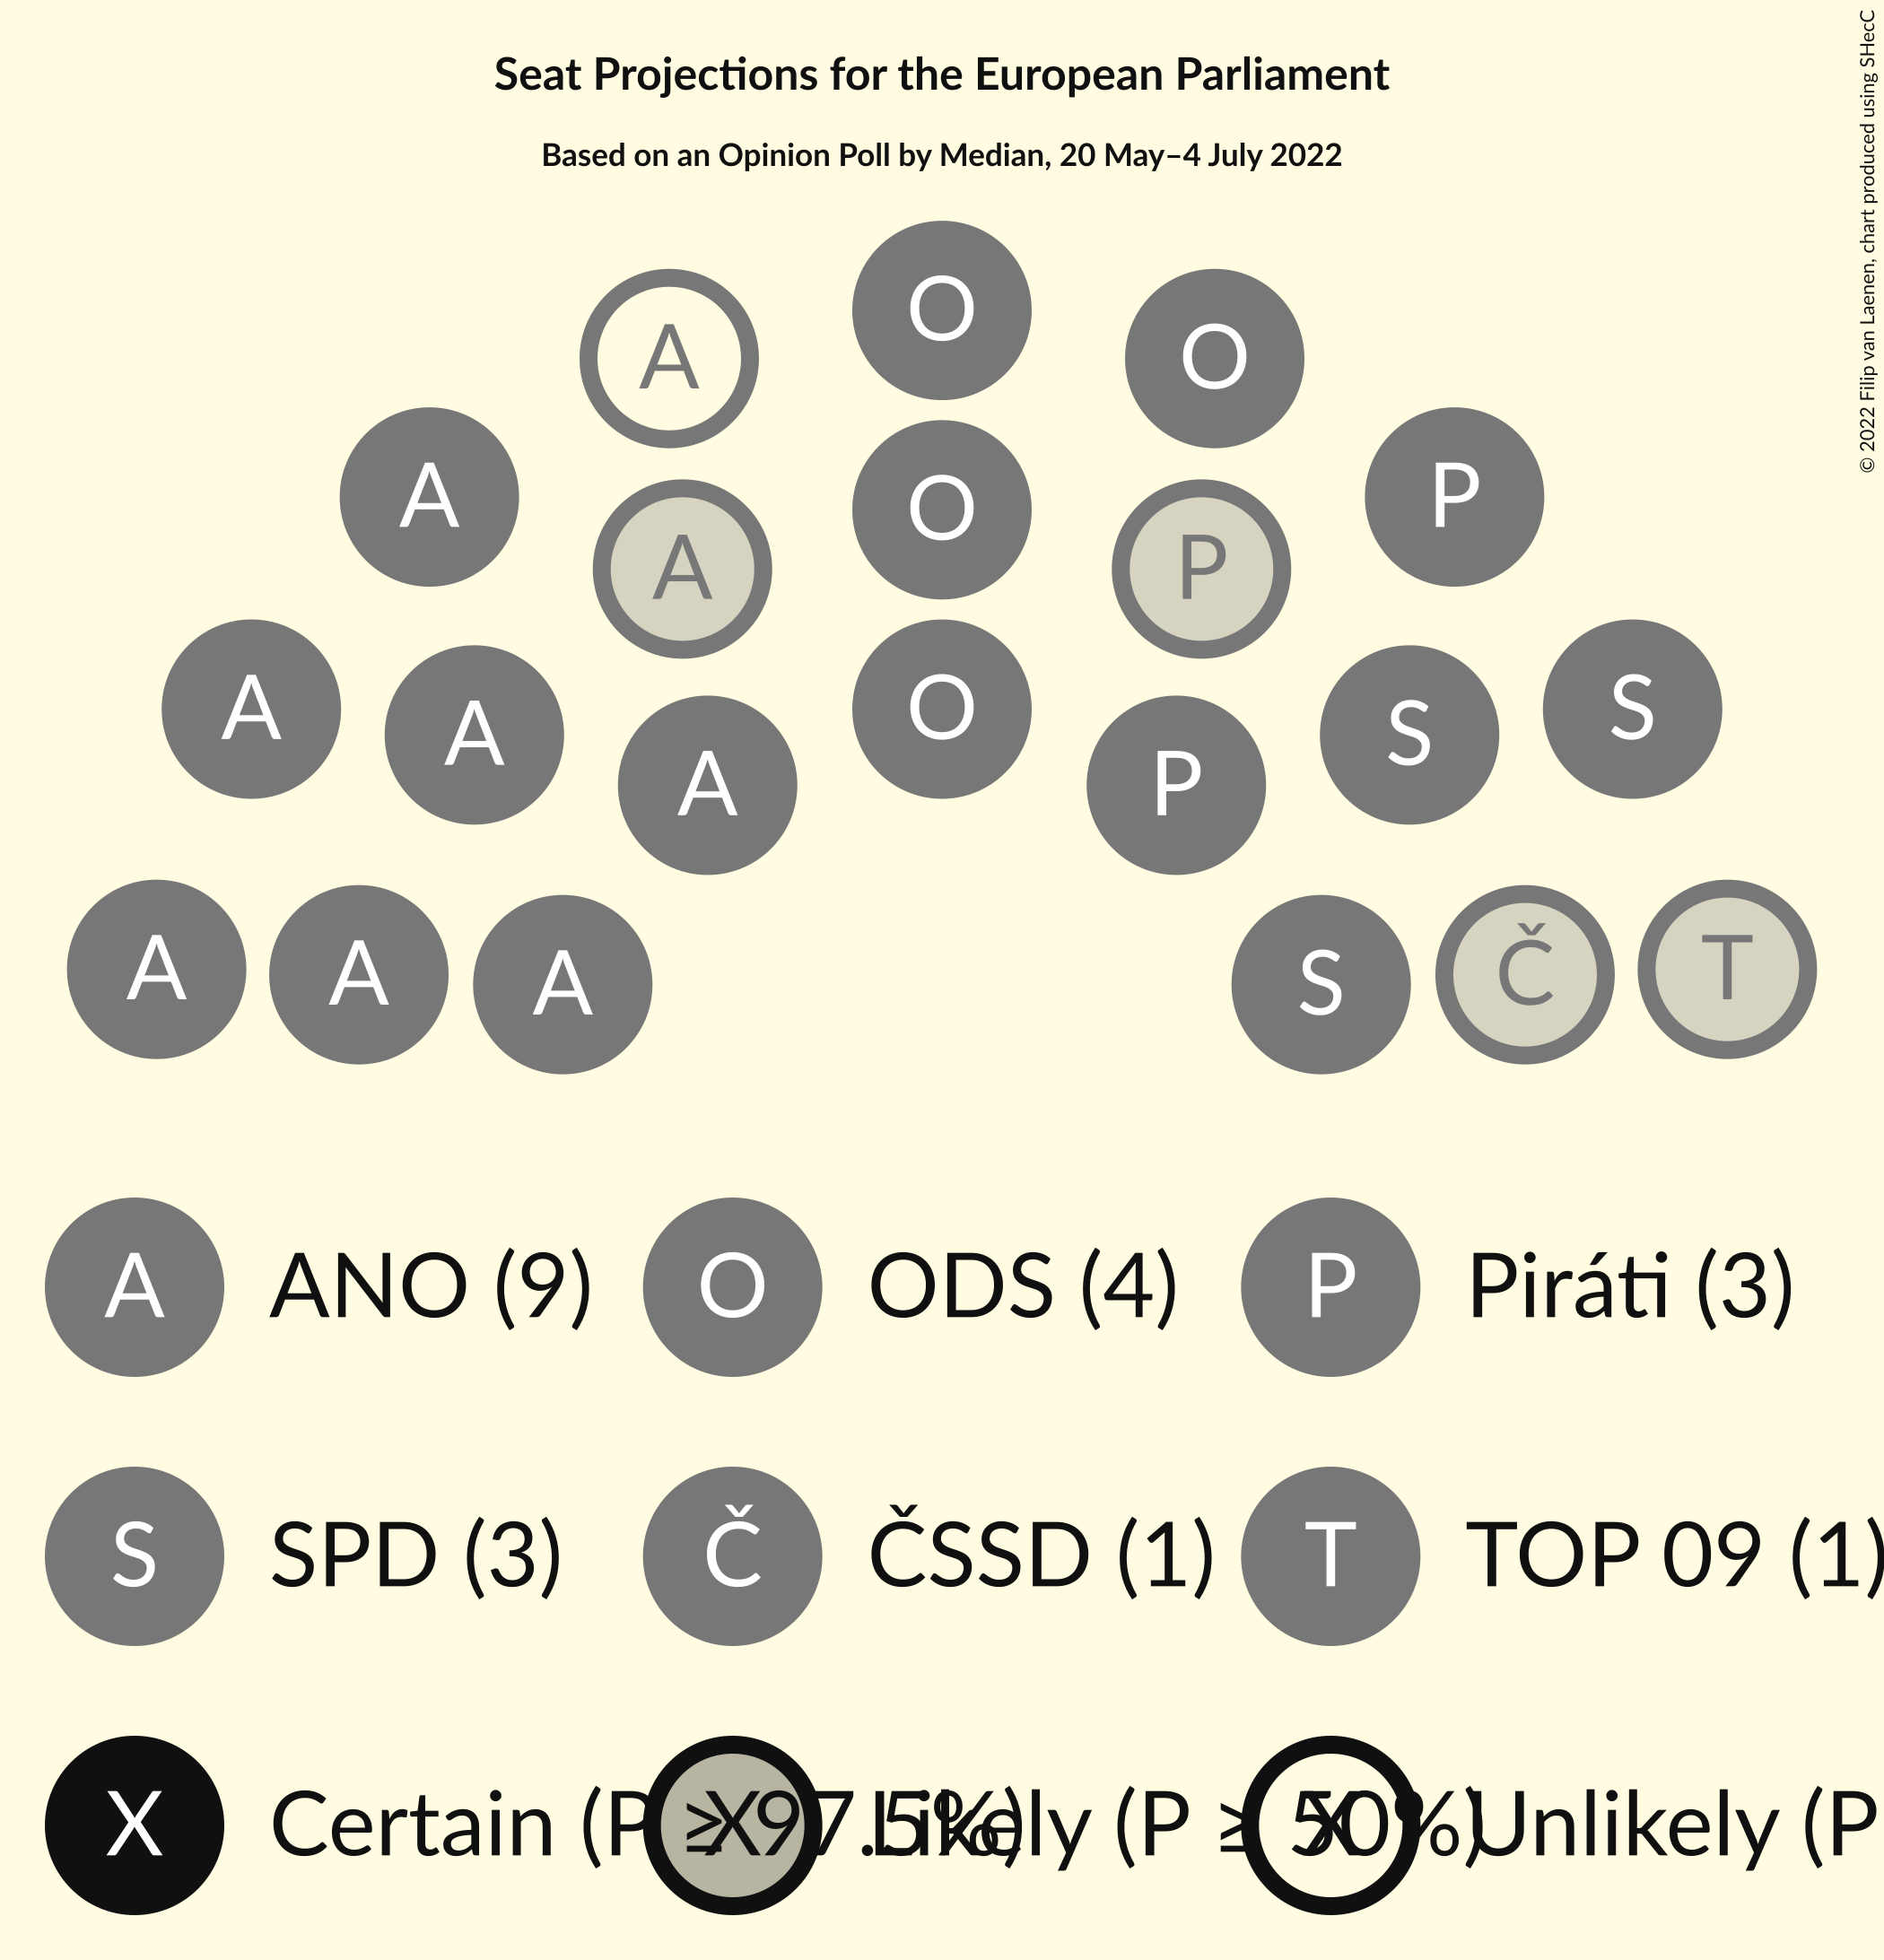 Seat Projections for the European Parliament
Based on an Opinion Poll by Median, 20 May–4 July 2022
© 2022 Filip van Laenen, chart produced using SHecC
O
A O
A O P
A P
A O S
A S
A P
A A A S Č T
A ANO (9) O ODS (4) P Piráti (3)
S SPD (3) Č ČSSD (1) T TOP 09 (1)
X Certain (P ≥ 97.5%) X Likely (P ≥ 50%) X Unlikely (P